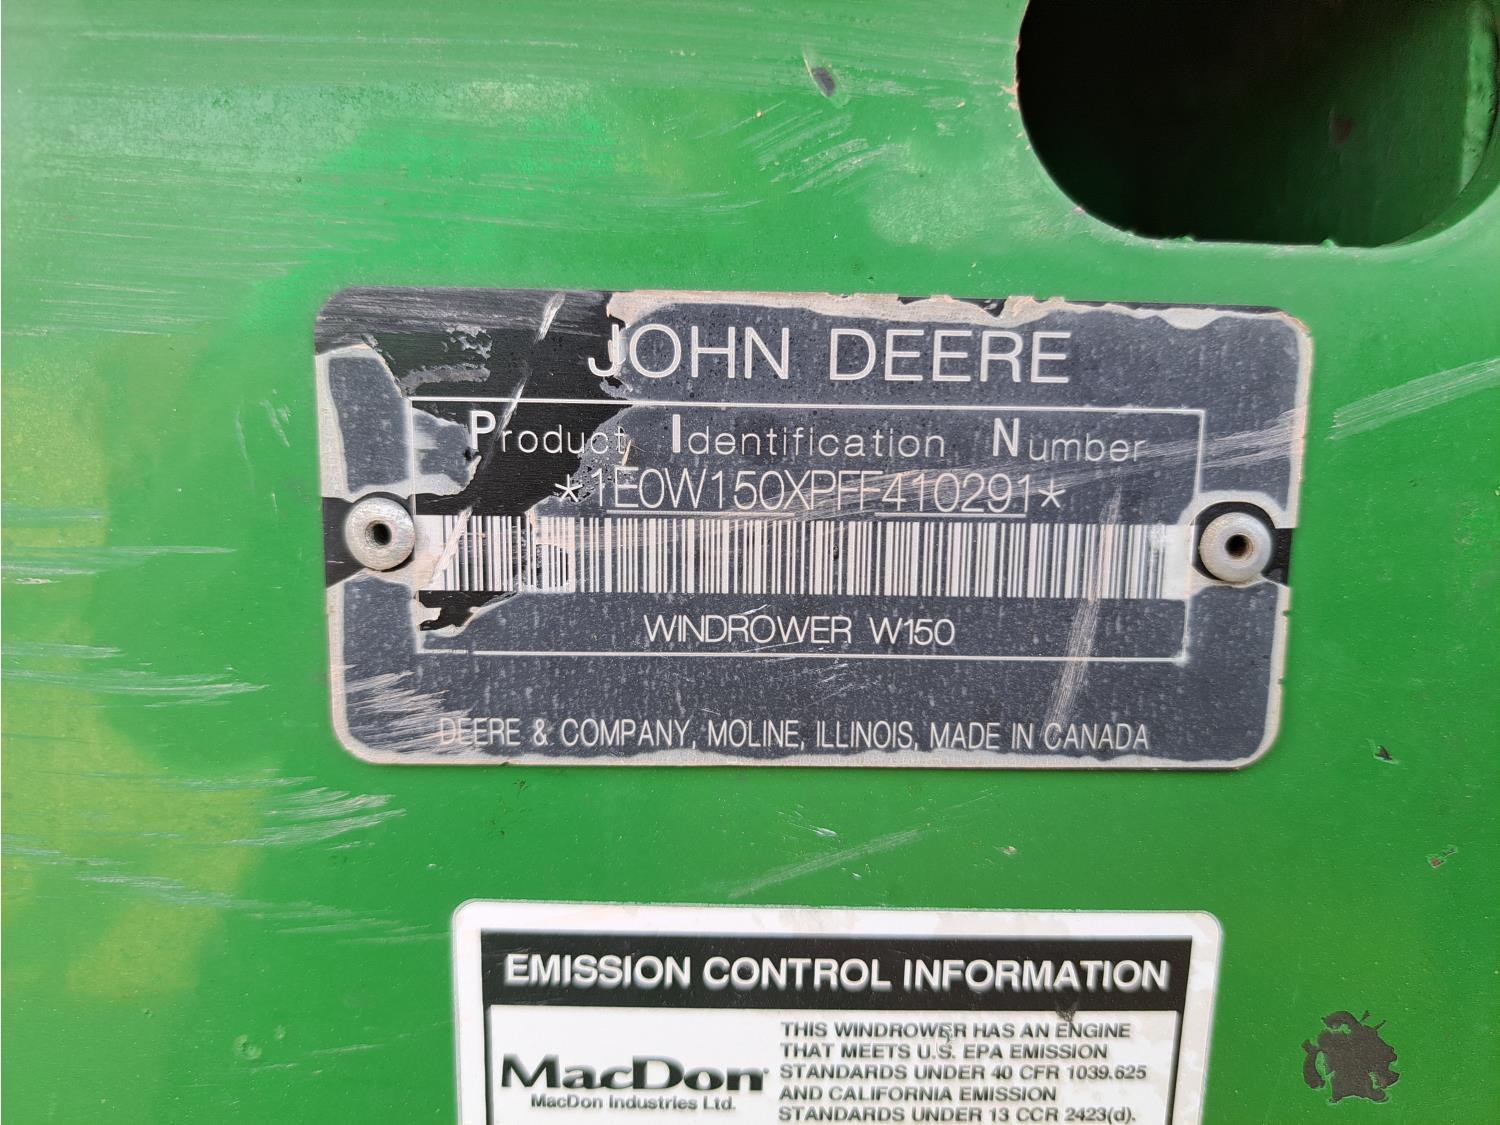 JOHN DEERE
Product Identification Number
*1E0W150XPFF410291*
WINDROWER W150
DEERE & COMPANY, MOLINE, ILLINOIS, MADE IN CANADA
EMISSION CONTROL INFORMATION
MacDon
MacDon Industries Ltd.
THIS WINDROWER HAS AN ENGINE
THAT MEETS U.S. EPA EMISSION
STANDARDS UNDER 40 CFR 1039.625
AND CALIFORNIA EMISSION
STANDARDS UNDER 13 CCR 2423(d).